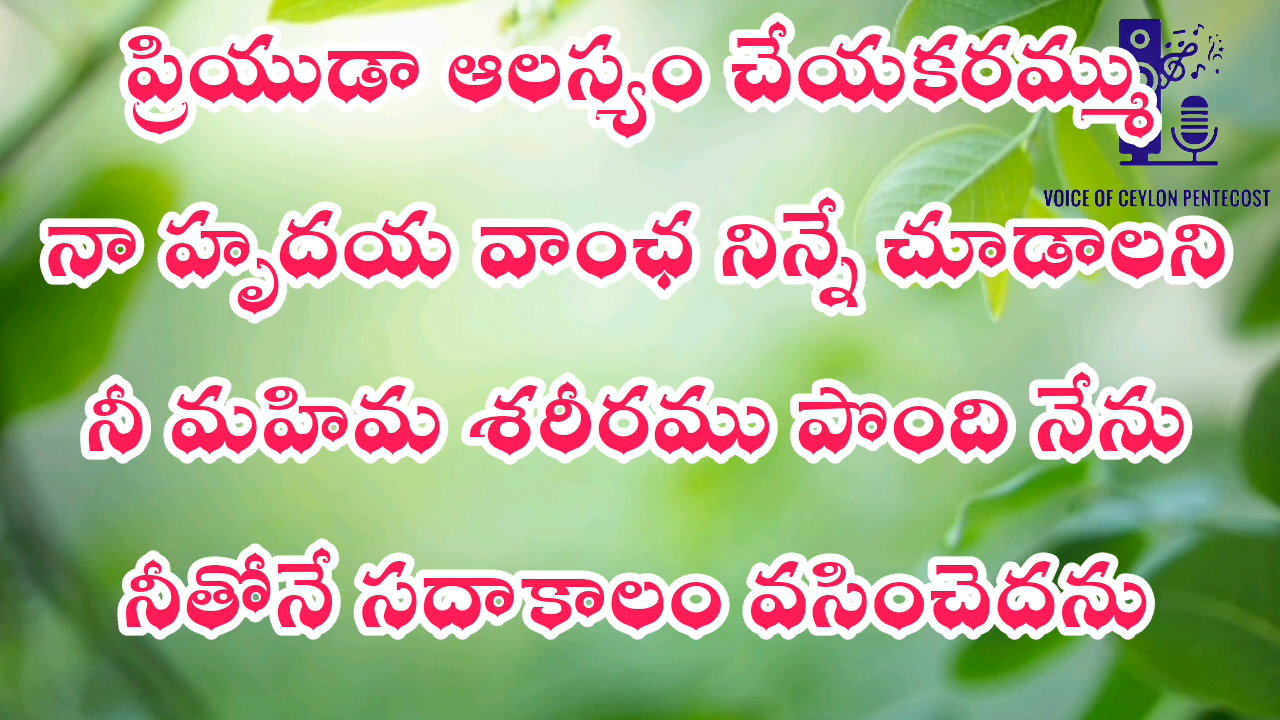 ప్రియుడా ఆలస్యం చేయకరమ్ము
VOICE OF CEYLON PENTECOST
నా హృదయ వాంఛ నిన్నే చూడాలని
నీ మహిమ శరీరము పొంది నేను
నీతోనే సదాకాలం వసించెదను